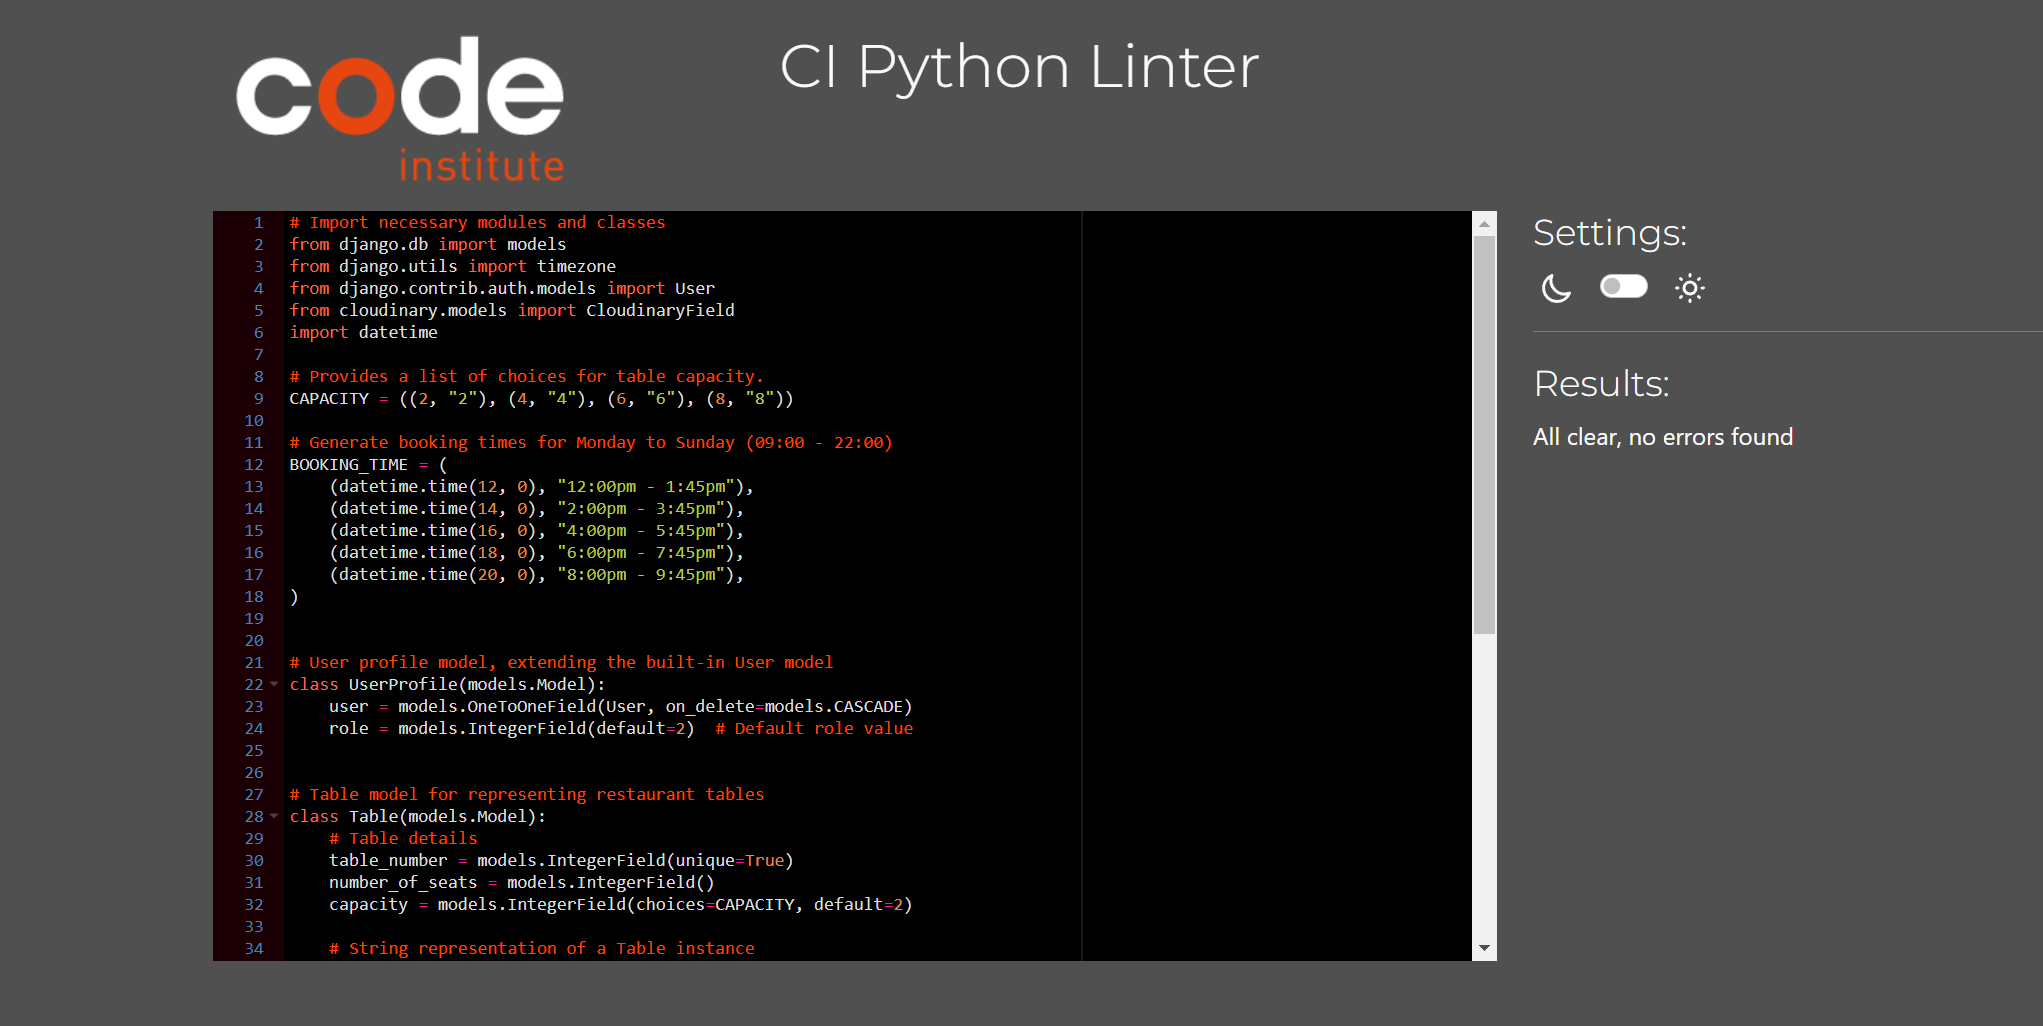 code
institute
CI Python Linter
1 # Import necessary modules and classes
2 from django.db import models
3 from django.utils import timezone
4 from django.contrib.auth.models import User
5 from cloudinary.models import CloudinaryField
6 import datetime
7
8 # Provides a list of choices for table capacity.
9 CAPACITY = ((2, "2"), (4, "4"), (6, "6"), (8, "8"))
10
11 # Generate booking times for Monday to Sunday (09:00 - 22:00)
12 BOOKING_TIME = (
13     (datetime.time(12, 0), "12:00pm - 1:45pm"),
14     (datetime.time(14, 0), "2:00pm - 3:45pm"),
15     (datetime.time(16, 0), "4:00pm - 5:45pm"),
16     (datetime.time(18, 0), "6:00pm - 7:45pm"),
17     (datetime.time(20, 0), "8:00pm - 9:45pm"),
18 )
19
20
21 # User profile model, extending the built-in User model
22 class UserProfile(models.Model):
23     user = models.OneToOneField(User, on_delete=models.CASCADE)
24     role = models.IntegerField(default=2)  # Default role value
25
26
27 # Table model for representing restaurant tables
28 class Table(models.Model):
29     # Table details
30     table_number = models.IntegerField(unique=True)
31     number_of_seats = models.IntegerField()
32     capacity = models.IntegerField(choices=CAPACITY, default=2)
33
34     # String representation of a Table instance
Settings:
Results:
All clear, no errors found